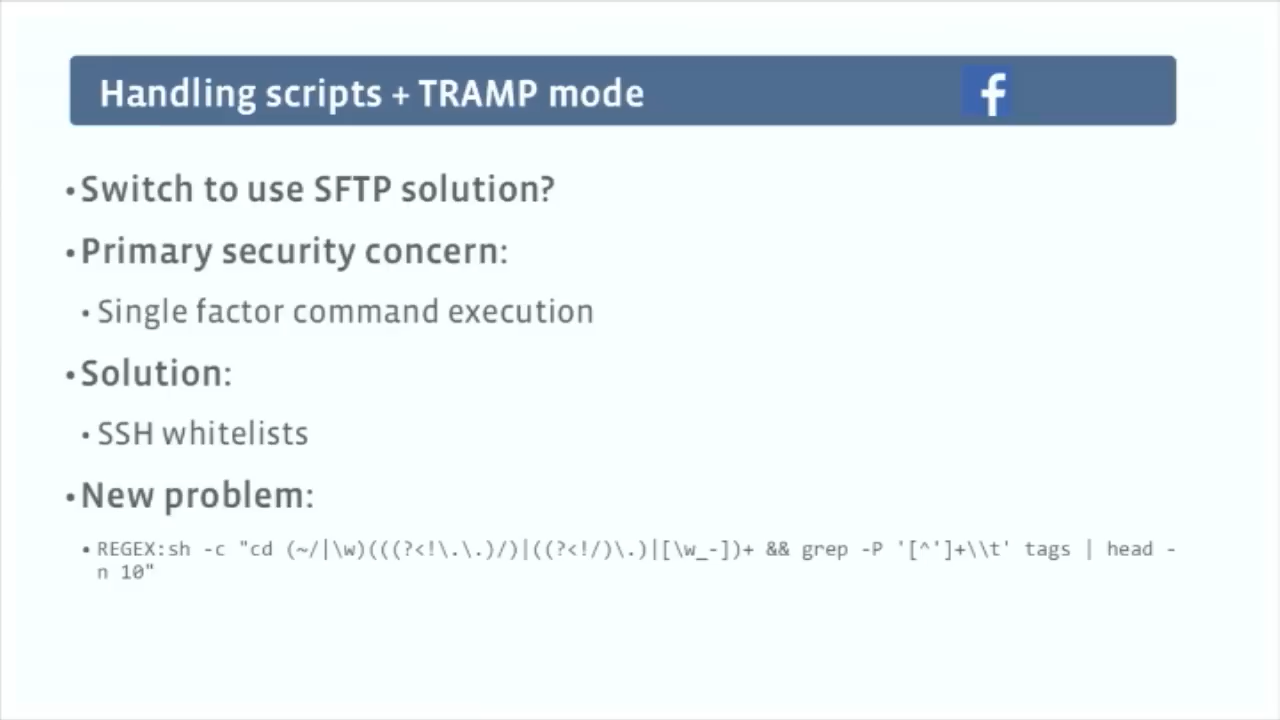 Handling scripts + TRAMP mode
f
• Switch to use SFTP solution?
• Primary security concern:
• Single factor command execution
• Solution:
• SSH whitelists
• New problem:
• REGEX:sh -c "cd (~/|\w)(((?<!\.\.)/)|((?<!/)\.)|[\w_-])+ && grep -P '[^']+\\t' tags | head -
n 10"